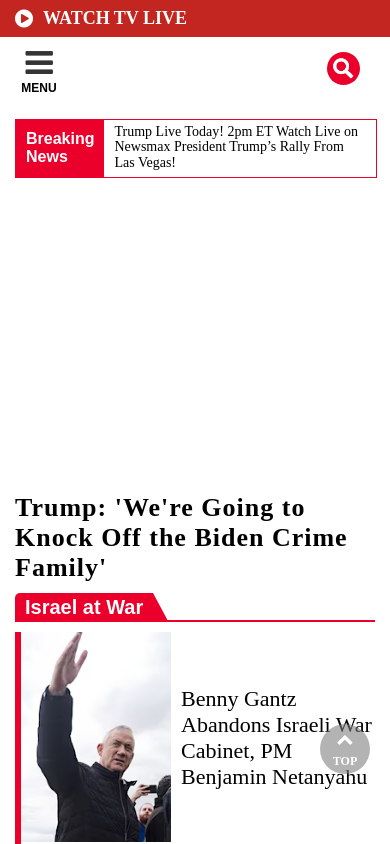 WATCH TV LIVE
MENU
Breaking
News
Trump Live Today! 2pm ET Watch Live on
Newsmax President Trump’s Rally From
Las Vegas!
Trump: 'We're Going to
Knock Off the Biden Crime
Family'
Israel at War
Benny Gantz
Abandons Israeli War
Cabinet, PM
Benjamin Netanyahu
TOP